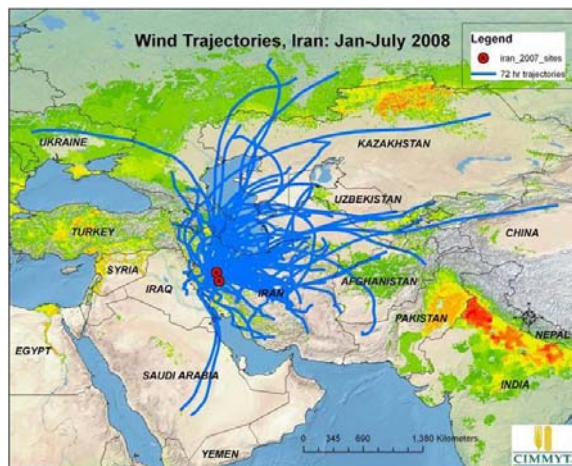 Wind Trajectories, Iran: Jan-July 2008
Legend
iran_2007_sites
72 hr trajectories
UKRAINE
KAZAKHSTAN
UZBEKISTAN
TURKEY
CHINA
SYRIA
AFGHANISTAN
IRAQ
IRAN
PAKISTAN
NEPAL
EGYPT
SAUDI ARABIA
INDIA
YEMEN
0 345 690 1,380 Kilometers
CIMMYT